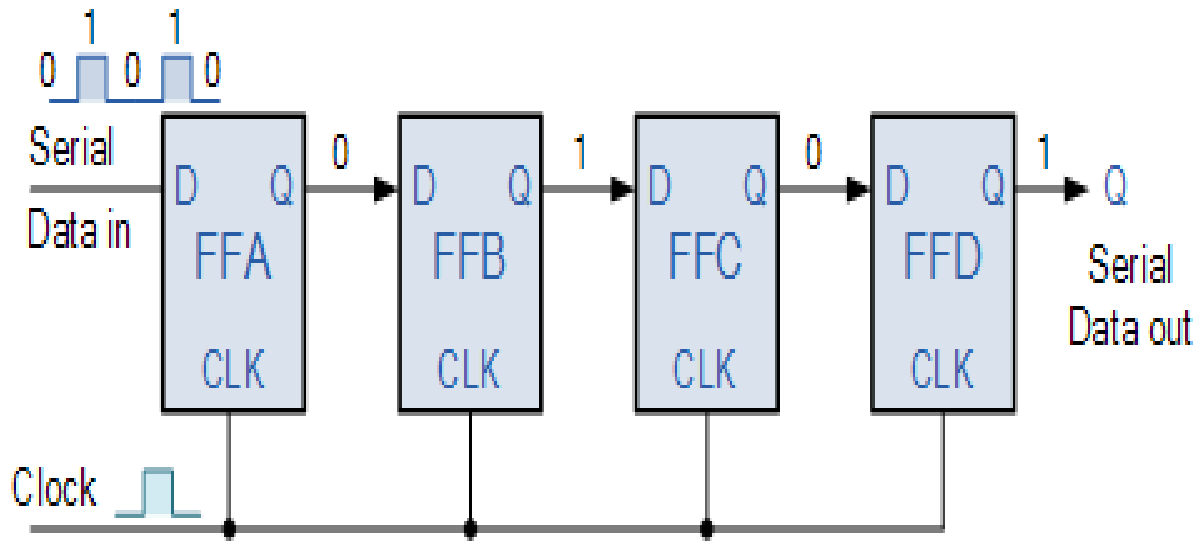 1 1
0 0 0
Serial
Data in
0 1 0 1
D Q D Q D Q D Q Q
FFA FFB FFC FFD
Serial
Data out
CLK CLK CLK CLK
Clock